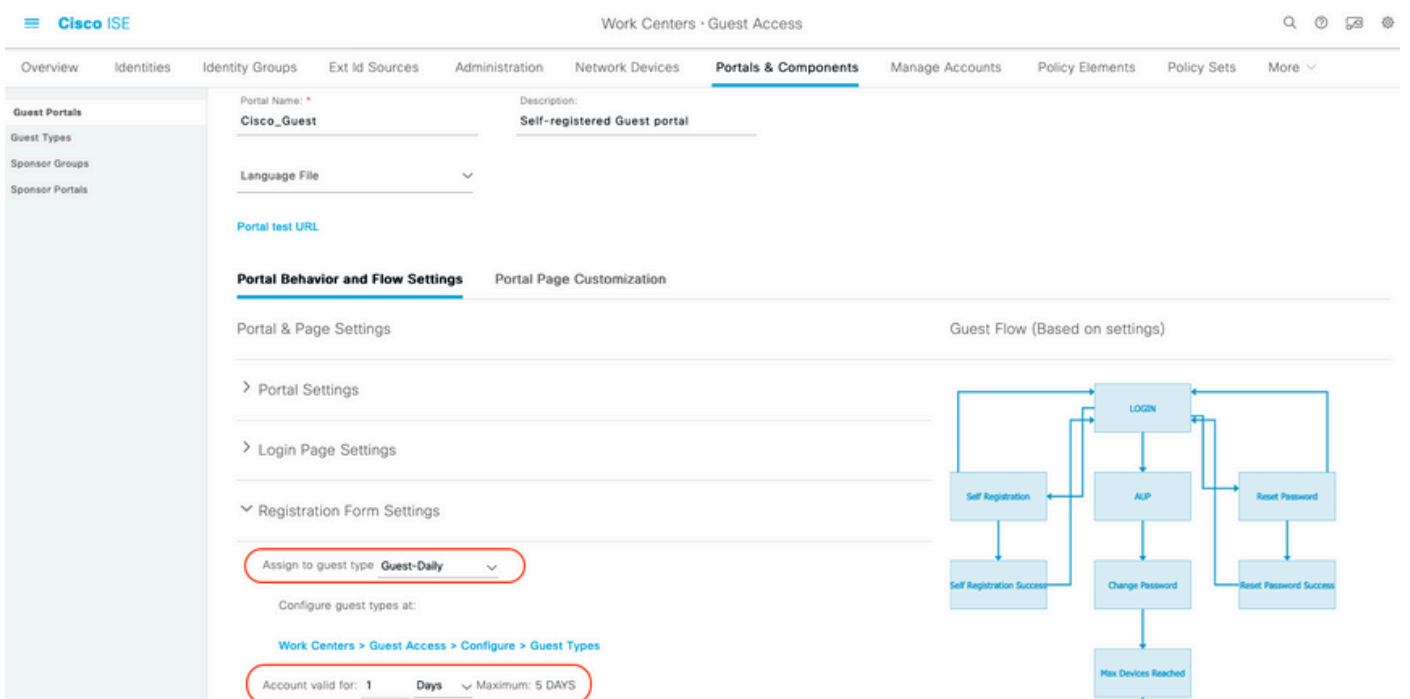 Cisco ISE
Work Centers · Guest Access
Overview Identities Identity Groups Ext Id Sources Administration Network Devices Portals & Components Manage Accounts Policy Elements Policy Sets More
Guest Portals
Guest Types
Sponsor Groups
Sponsor Portals
Portal Name: * Description:
Cisco_Guest Self-registered Guest portal
Language File
Portal test URL
Portal Behavior and Flow Settings Portal Page Customization
Portal & Page Settings Guest Flow (Based on settings)
Portal Settings
Login Page Settings
Registration Form Settings
Assign to guest type Guest-Daily
Configure guest types at:
Work Centers > Guest Access > Configure > Guest Types
Account valid for: 1 Days Maximum: 5 DAYS
LOGIN
Self Registration AUP Reset Password
Self Registration Success Change Password Reset Password Success
Max Devices Reached